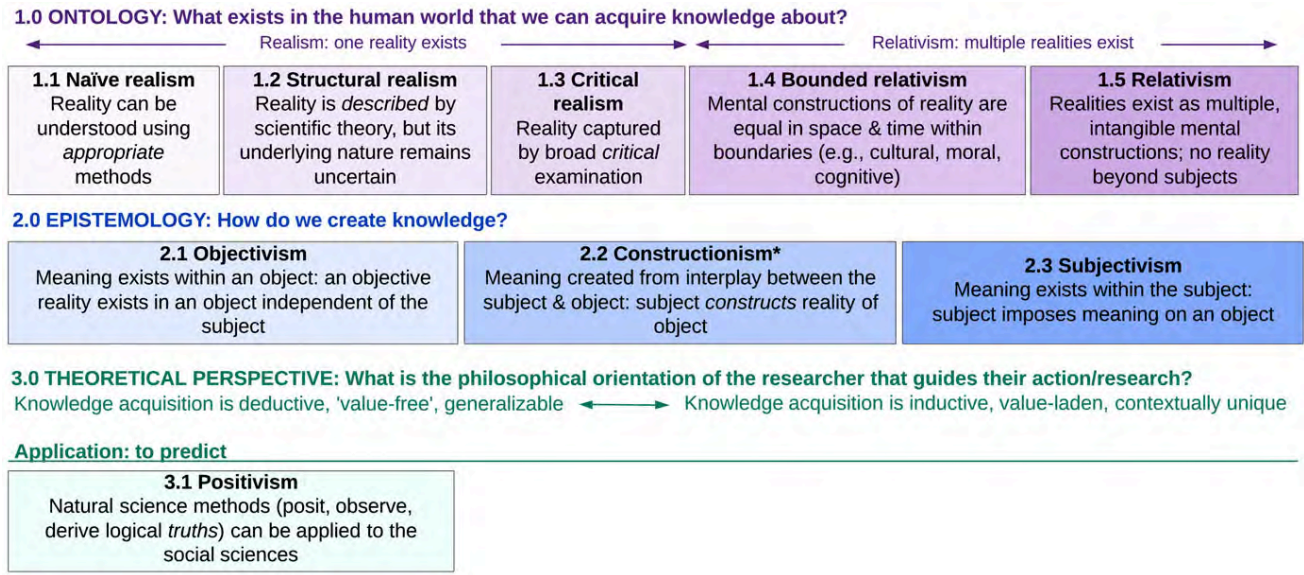 1.0 ONTOLOGY: What exists in the human world that we can acquire knowledge about?
Realism: one reality exists
Relativism: multiple realities exist
1.1 Naïve realism
Reality can be
understood using
appropriate
methods
1.2 Structural realism
Reality is described by
scientific theory, but its
underlying nature remains
uncertain
1.3 Critical
realism
Reality captured
by broad critical
examination
1.4 Bounded relativism
Mental constructions of reality are
equal in space & time within
boundaries (e.g., cultural, moral,
cognitive)
1.5 Relativism
Realities exist as multiple,
intangible mental
constructions; no reality
beyond subjects
2.0 EPISTEMOLOGY: How do we create knowledge?
2.1 Objectivism
Meaning exists within an object: an objective
reality exists in an object independent of the
subject
2.2 Constructionism*
Meaning created from interplay between the
subject & object: subject constructs reality of
object
2.3 Subjectivism
Meaning exists within the subject:
subject imposes meaning on an object
3.0 THEORETICAL PERSPECTIVE: What is the philosophical orientation of the researcher that guides their action/research?
Knowledge acquisition is deductive, 'value-free', generalizable
Knowledge acquisition is inductive, value-laden, contextually unique
Application: to predict
3.1 Positivism
Natural science methods (posit, observe,
derive logical truths) can be applied to the
social sciences